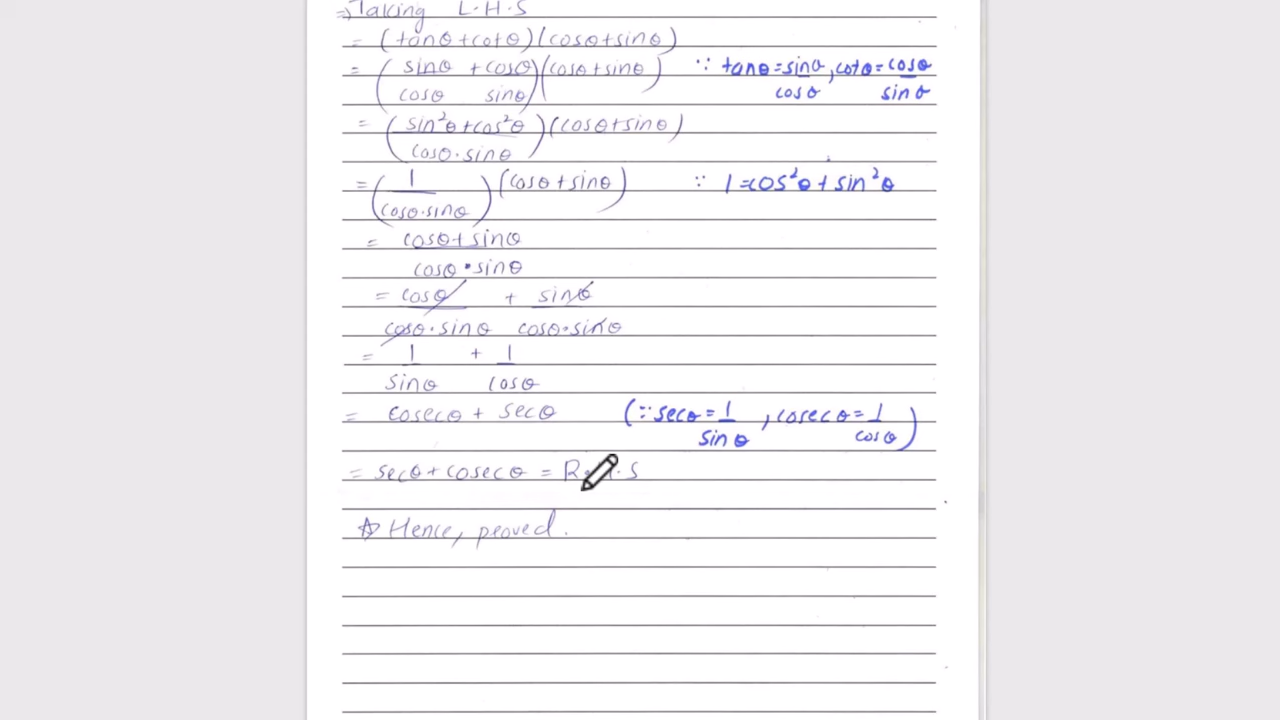 ⇒ Taking L.H.S
= (tanθ+cotθ)(cosθ+sinθ)
= (sinθ/cosθ + cosθ/sinθ)(cosθ+sinθ) ∵ tanθ=sinθ/cosθ, cotθ=cosθ/sinθ
= (sin²θ+cos²θ/cosθ·sinθ)(cosθ+sinθ)
= (1/cosθ·sinθ)(cosθ+sinθ) ∵ 1=cos²θ+sin²θ
= cosθ+sinθ/cosθ·sinθ
= cosθ/cosθ·sinθ + sinθ/cosθ·sinθ
= 1/sinθ + 1/cosθ
= cosecθ + secθ (∵ secθ=1/sinθ, cosecθ=1/cosθ)
= secθ+cosecθ = R. .S
Hence, proved.